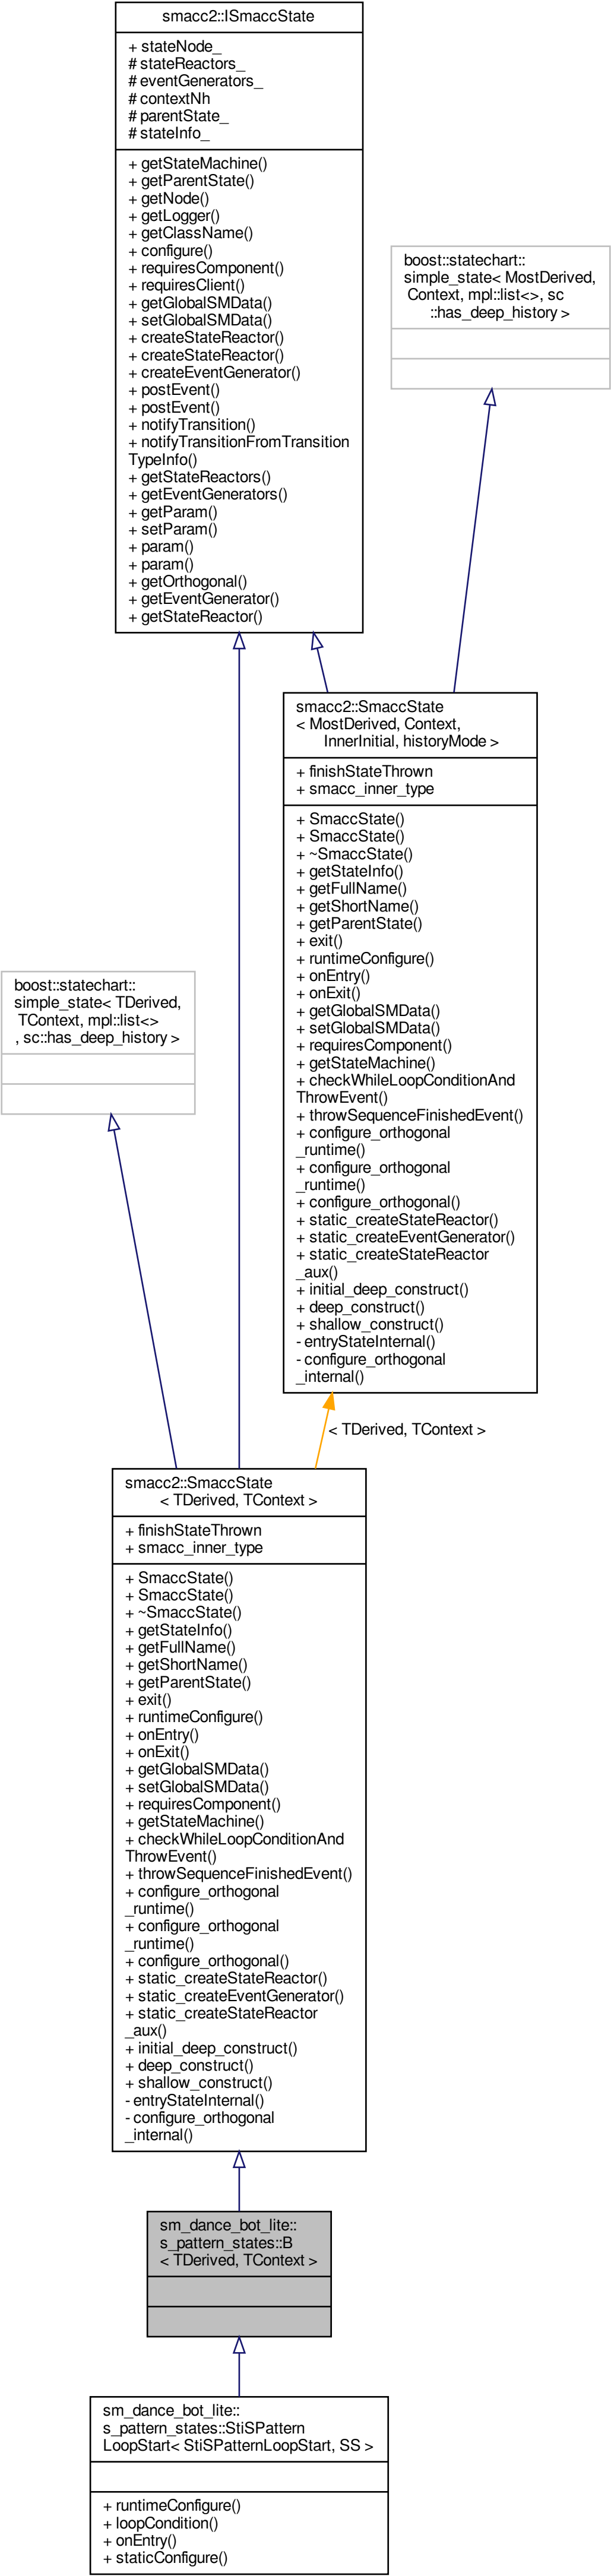 smacc2::ISmaccState
+ stateNode_
# stateReactors_
# eventGenerators_
# contextNh
# parentState_
# stateInfo_
+ getStateMachine()
+ getParentState()
+ getNode()
+ getLogger()
+ getClassName()
+ configure()
+ requiresComponent()
+ requiresClient()
+ getGlobalSMData()
+ setGlobalSMData()
+ createStateReactor()
+ createStateReactor()
+ createEventGenerator()
+ postEvent()
+ postEvent()
+ notifyTransition()
+ notifyTransitionFromTransition
TypeInfo()
+ getStateReactors()
+ getEventGenerators()
+ getParam()
+ setParam()
+ param()
+ param()
+ getOrthogonal()
+ getEventGenerator()
+ getStateReactor()
boost::statechart::
simple_state< MostDerived,
Context, mpl::list<>, sc
::has_deep_history >
smacc2::SmaccState
< MostDerived, Context,
InnerInitial, historyMode >
+ finishStateThrown
+ smacc_inner_type
+ SmaccState()
+ SmaccState()
+ ~SmaccState()
+ getStateInfo()
+ getFullName()
+ getShortName()
+ getParentState()
+ exit()
+ runtimeConfigure()
+ onEntry()
+ onExit()
+ getGlobalSMData()
+ setGlobalSMData()
+ requiresComponent()
+ getStateMachine()
+ checkWhileLoopConditionAnd
ThrowEvent()
+ throwSequenceFinishedEvent()
+ configure_orthogonal
_runtime()
+ configure_orthogonal
_runtime()
+ configure_orthogonal()
+ static_createStateReactor()
+ static_createEventGenerator()
+ static_createStateReactor
_aux()
+ initial_deep_construct()
+ deep_construct()
+ shallow_construct()
- entryStateInternal()
- configure_orthogonal
_internal()
boost::statechart::
simple_state< TDerived,
TContext, mpl::list<>
, sc::has_deep_history >
< TDerived, TContext >
smacc2::SmaccState
< TDerived, TContext >
+ finishStateThrown
+ smacc_inner_type
+ SmaccState()
+ SmaccState()
+ ~SmaccState()
+ getStateInfo()
+ getFullName()
+ getShortName()
+ getParentState()
+ exit()
+ runtimeConfigure()
+ onEntry()
+ onExit()
+ getGlobalSMData()
+ setGlobalSMData()
+ requiresComponent()
+ getStateMachine()
+ checkWhileLoopConditionAnd
ThrowEvent()
+ throwSequenceFinishedEvent()
+ configure_orthogonal
_runtime()
+ configure_orthogonal
_runtime()
+ configure_orthogonal()
+ static_createStateReactor()
+ static_createEventGenerator()
+ static_createStateReactor
_aux()
+ initial_deep_construct()
+ deep_construct()
+ shallow_construct()
- entryStateInternal()
- configure_orthogonal
_internal()
sm_dance_bot_lite::
s_pattern_states::B
< TDerived, TContext >
sm_dance_bot_lite::
s_pattern_states::StiSPattern
LoopStart< StiSPatternLoopStart, SS >
+ runtimeConfigure()
+ loopCondition()
+ onEntry()
+ staticConfigure()